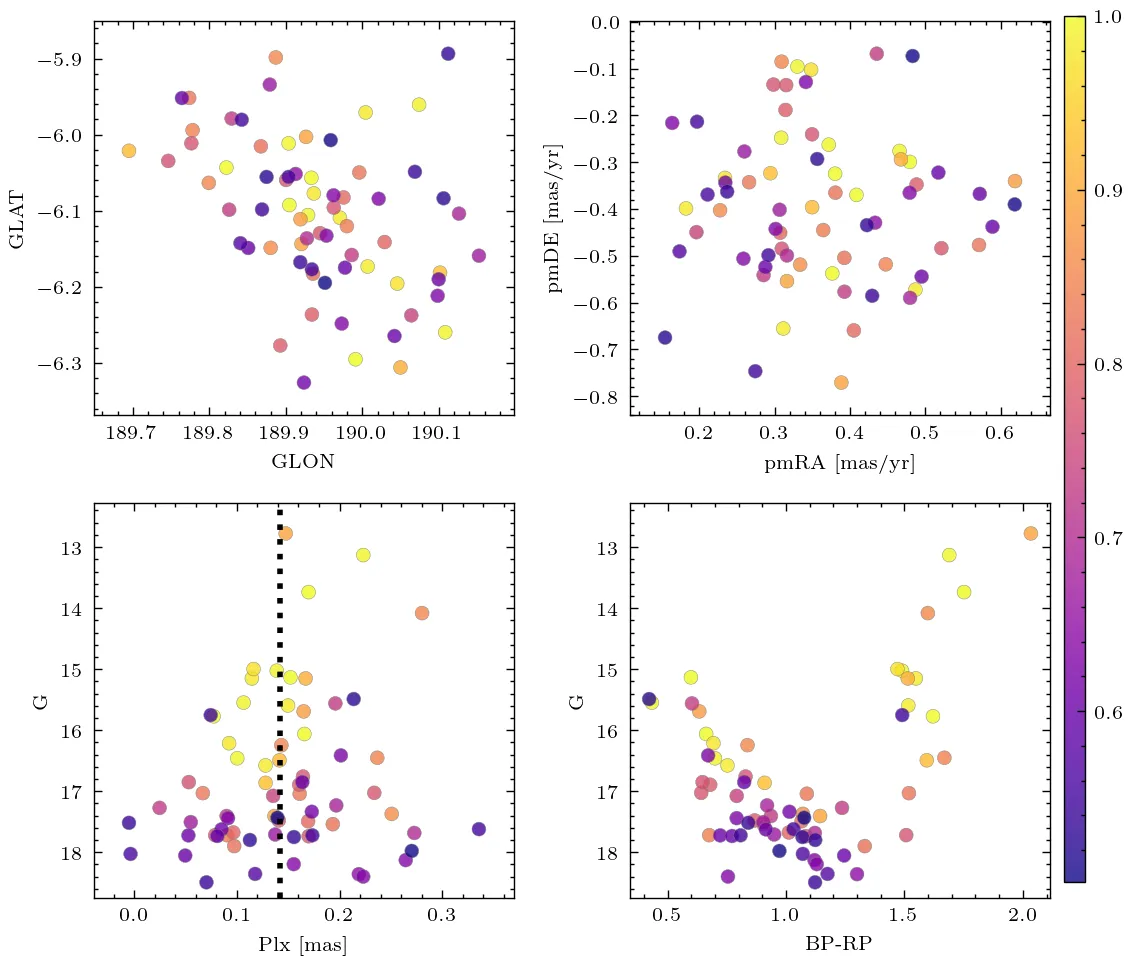 −5.9
−6.0
−6.1
−6.2
−6.3
GLAT
189.7 189.8 189.9 190.0 190.1
GLON
0.0
−0.1
−0.2
−0.3
−0.4
−0.5
−0.6
−0.7
−0.8
pmDE [mas/yr]
0.2 0.3 0.4 0.5 0.6
pmRA [mas/yr]
13
14
15
16
17
18
G
0.0 0.1 0.2 0.3
Plx [mas]
13
14
15
16
17
18
G
0.5 1.0 1.5 2.0
BP-RP
1.0
0.9
0.8
0.7
0.6